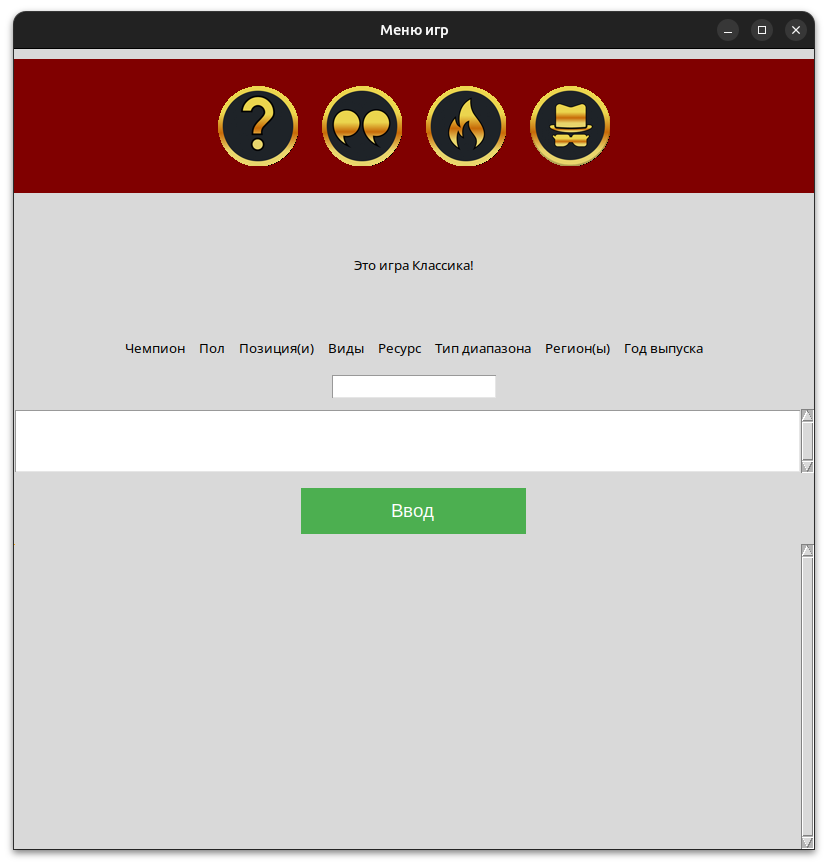 Меню игр
Это игра Классика!
Чемпион Пол Позиция(и) Виды Ресурс Тип диапазона Регион(ы) Год выпуска
Ввод